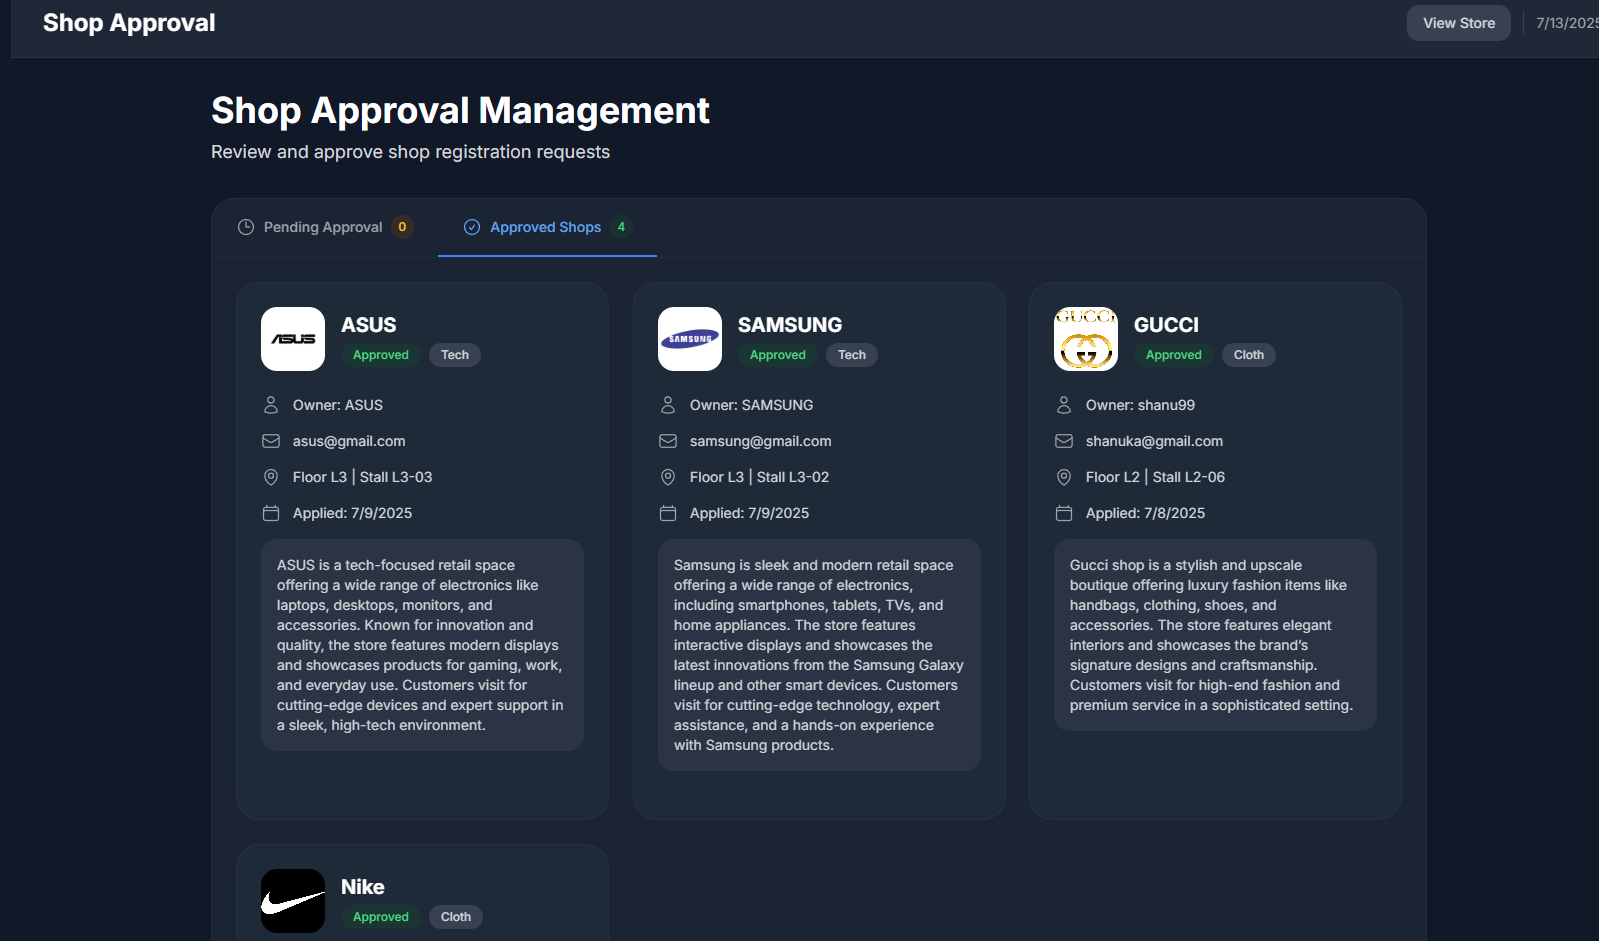 Shop Approval
View Store
7/13/2025
Shop Approval Management
Review and approve shop registration requests
Pending Approval 0
Approved Shops 4
ASUS
ASUS
Approved Tech
Owner: ASUS
asus@gmail.com
Floor L3 | Stall L3-03
Applied: 7/9/2025
ASUS is a tech-focused retail space
offering a wide range of electronics like
laptops, desktops, monitors, and
accessories. Known for innovation and
quality, the store features modern displays
and showcases products for gaming, work,
and everyday use. Customers visit for
cutting-edge devices and expert support in
a sleek, high-tech environment.
SAMSUNG
SAMSUNG
Approved Tech
Owner: SAMSUNG
samsung@gmail.com
Floor L3 | Stall L3-02
Applied: 7/9/2025
Samsung is sleek and modern retail space
offering a wide range of electronics,
including smartphones, tablets, TVs, and
home appliances. The store features
interactive displays and showcases the
latest innovations from the Samsung Galaxy
lineup and other smart devices. Customers
visit for cutting-edge technology, expert
assistance, and a hands-on experience
with Samsung products.
GUCCI
GUCCI
Approved Cloth
Owner: shanu99
shanuka@gmail.com
Floor L2 | Stall L2-06
Applied: 7/8/2025
Gucci shop is a stylish and upscale
boutique offering luxury fashion items like
handbags, clothing, shoes, and
accessories. The store features elegant
interiors and showcases the brand’s
signature designs and craftsmanship.
Customers visit for high-end fashion and
premium service in a sophisticated setting.
Nike
Approved Cloth